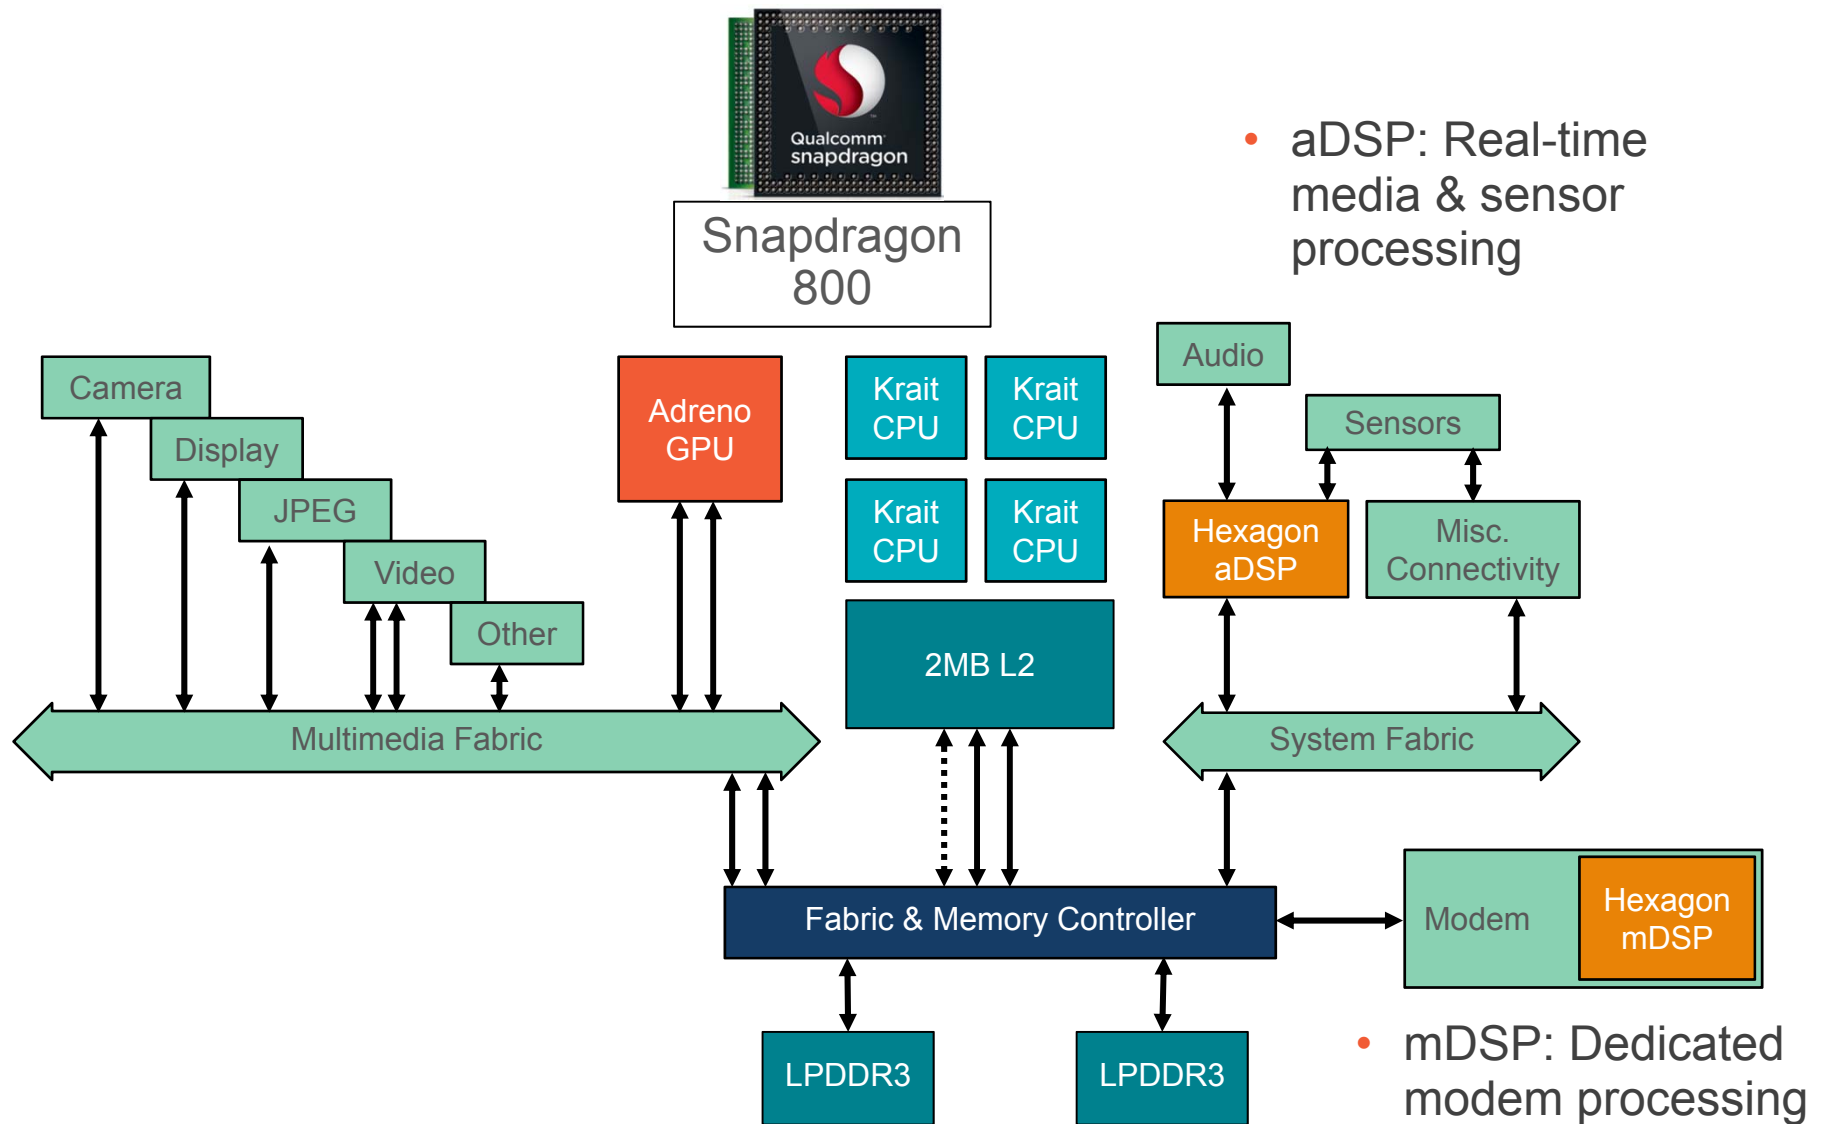 Qualcomm
snapdragon
Snapdragon
800
• aDSP: Real-time
media & sensor
processing
Camera
Display
JPEG
Video
Other
Adreno
GPU
Krait
CPU
Krait
CPU
Krait
CPU
Krait
CPU
2MB L2
Audio
Sensors
Hexagon
aDSP
Misc.
Connectivity
Multimedia Fabric
System Fabric
Fabric & Memory Controller
Modem
Hexagon
mDSP
LPDDR3
LPDDR3
• mDSP: Dedicated
modem processing